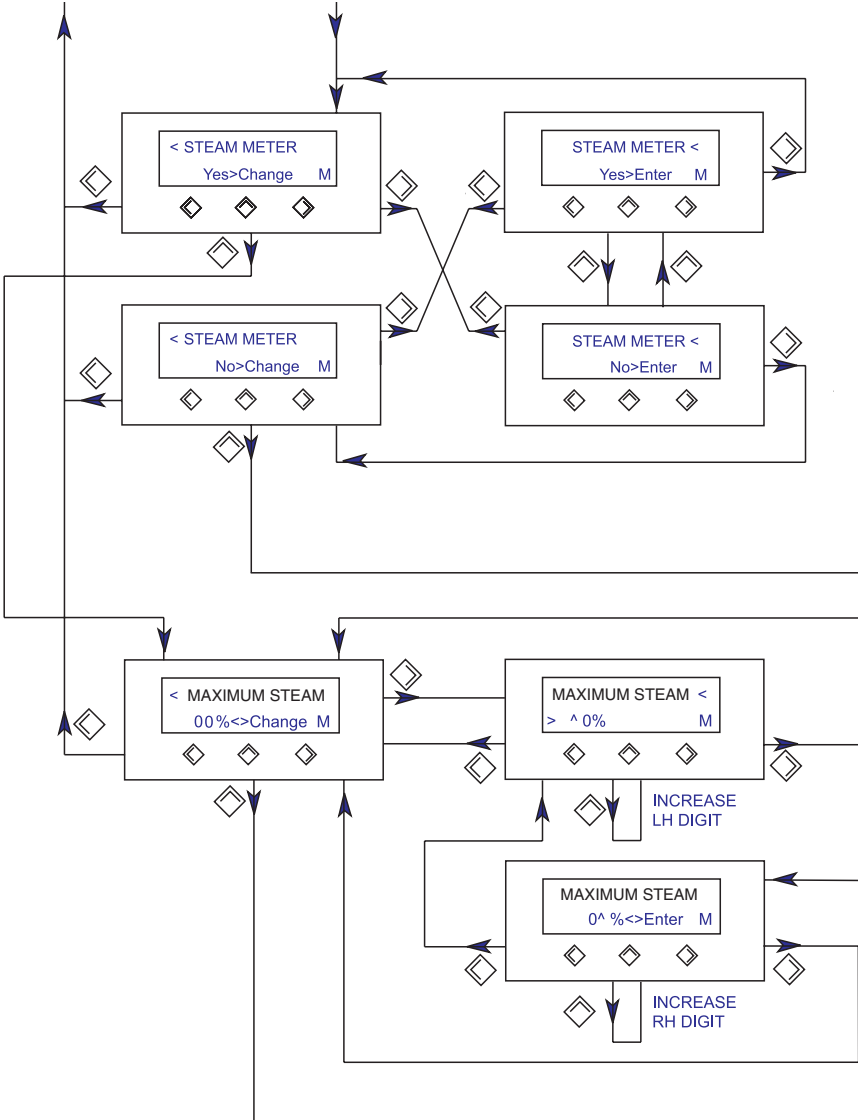 < STEAM METER
Yes>Change M
STEAM METER <
Yes>Enter M
< STEAM METER
No>Change M
STEAM METER <
No>Enter M
< MAXIMUM STEAM
00%<>Change M
MAXIMUM STEAM <
> ^ 0% M
INCREASE
LH DIGIT
MAXIMUM STEAM
0^ %<>Enter M
INCREASE
RH DIGIT